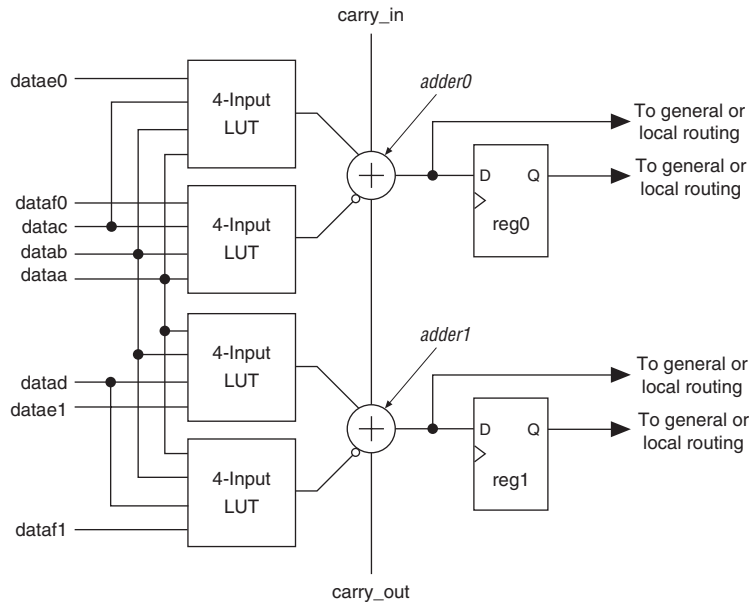 carry_in
datae0
4-Input
LUT
adder0
To general or
local routing
D Q
reg0
To general or
local routing
dataf0
datac
datab
dataa
4-Input
LUT
4-Input
LUT
adder1
To general or
local routing
datad
datae1
D Q
reg1
To general or
local routing
4-Input
LUT
dataf1
carry_out